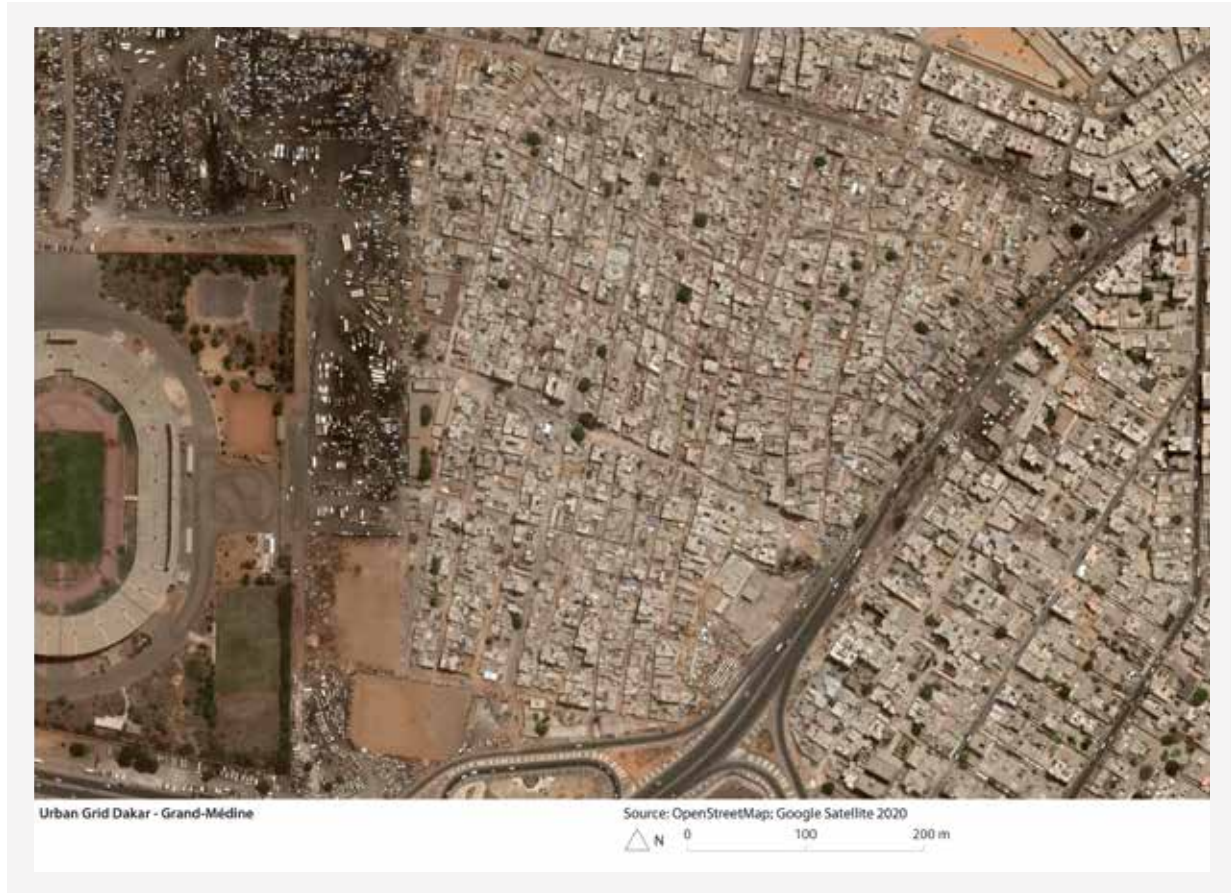 Urban Grid Dakar - Grand-Médine
Source: OpenStreetMap; Google Satellite 2020
N 0 100 200 m